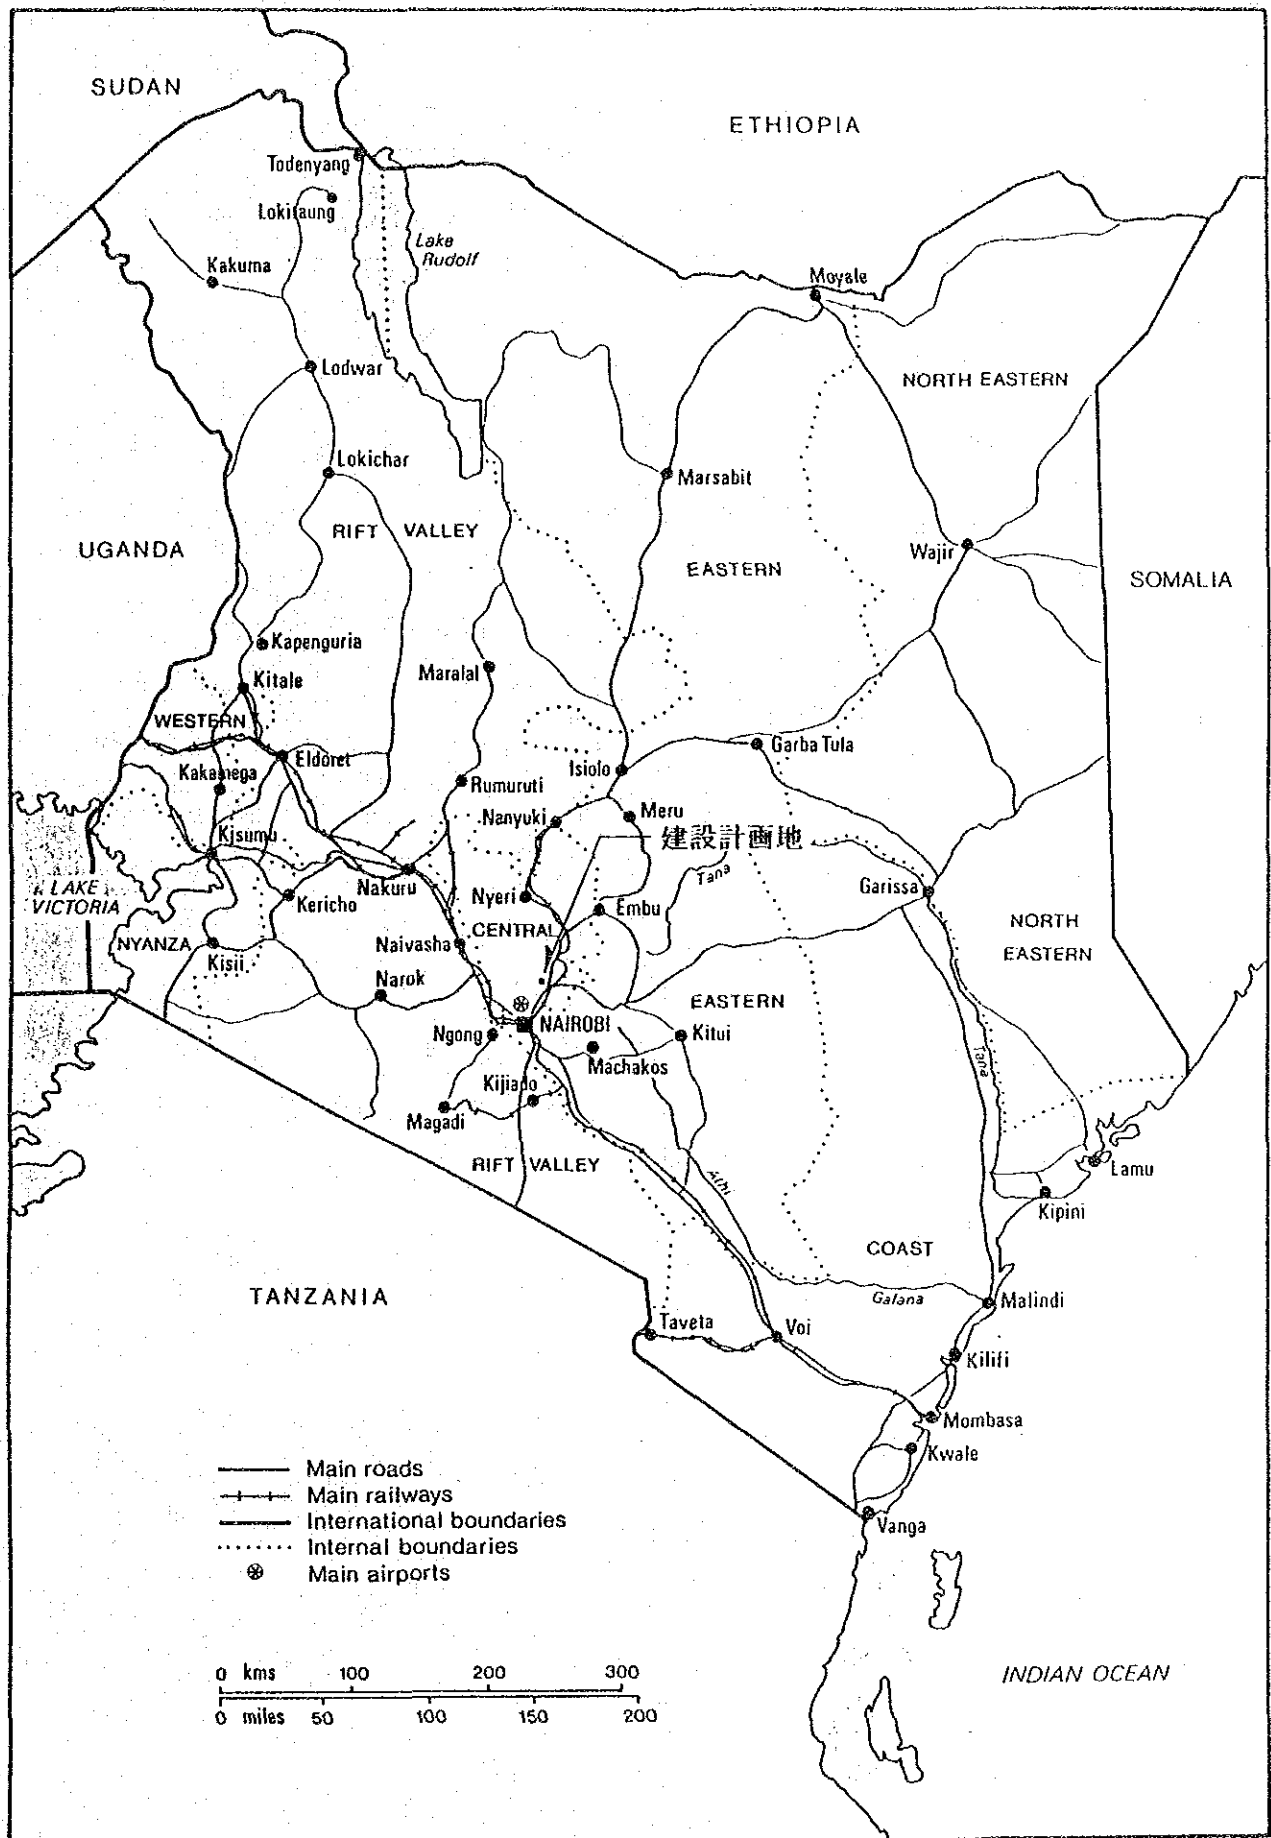 SUDAN
ETHIOPIA
Todenyang
Lokitaung
Lake
Rudolf
Kakuma
Moyale
Lodwar
NORTH EASTERN
Lokichar
Marsabit
RIFT VALLEY
UGANDA
Wajir
EASTERN
SOMALIA
Kapenguria
Maralal
Kitale
WESTERN
Eldoret
Garba Tula
Kakamega
Isiolo
Rumuruti
Nanyuki
Meru
Kisumu
建設計画地
Nakuru
Tana
LAKE
VICTORIA
Kericho
Nyeri
Garissa
Embu
NYANZA
Kisii
Naivasha
CENTRAL
NORTH
EASTERN
Narok
EASTERN
NAIROBI
Ngong
Kitui
Machakos
Tana
Kijiado
Magadi
RIFT VALLEY
Athi
Lamu
Kipini
COAST
TANZANIA
Galana
Malindi
Taveta
Voi
Kilifi
Mombasa
Kwale
Vanga
Main roads
Main railways
International boundaries
Internal boundaries
Main airports
0 kms 100 200 300
0 miles 50 100 150 200
INDIAN OCEAN